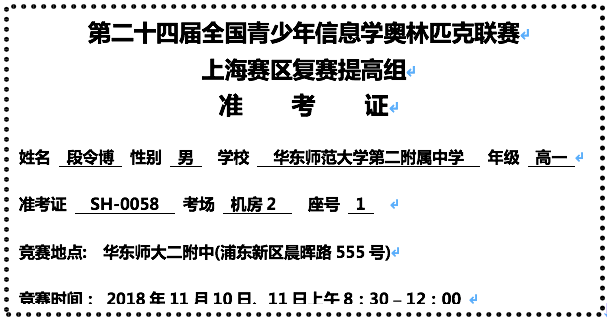 第二十四届全国青少年信息学奥林匹克联赛
上海赛区复赛提高组
准 考 证
姓名 段令博 性别 男 学校 华东师范大学第二附属中学 年级 高一
准考证 SH-0058 考场 机房 2 座号 1
竞赛地点: 华东师大二附中(浦东新区晨晖路 555 号)
竞赛时间： 2018 年 11 月 10 日、11 日上午 8：30 – 12：00